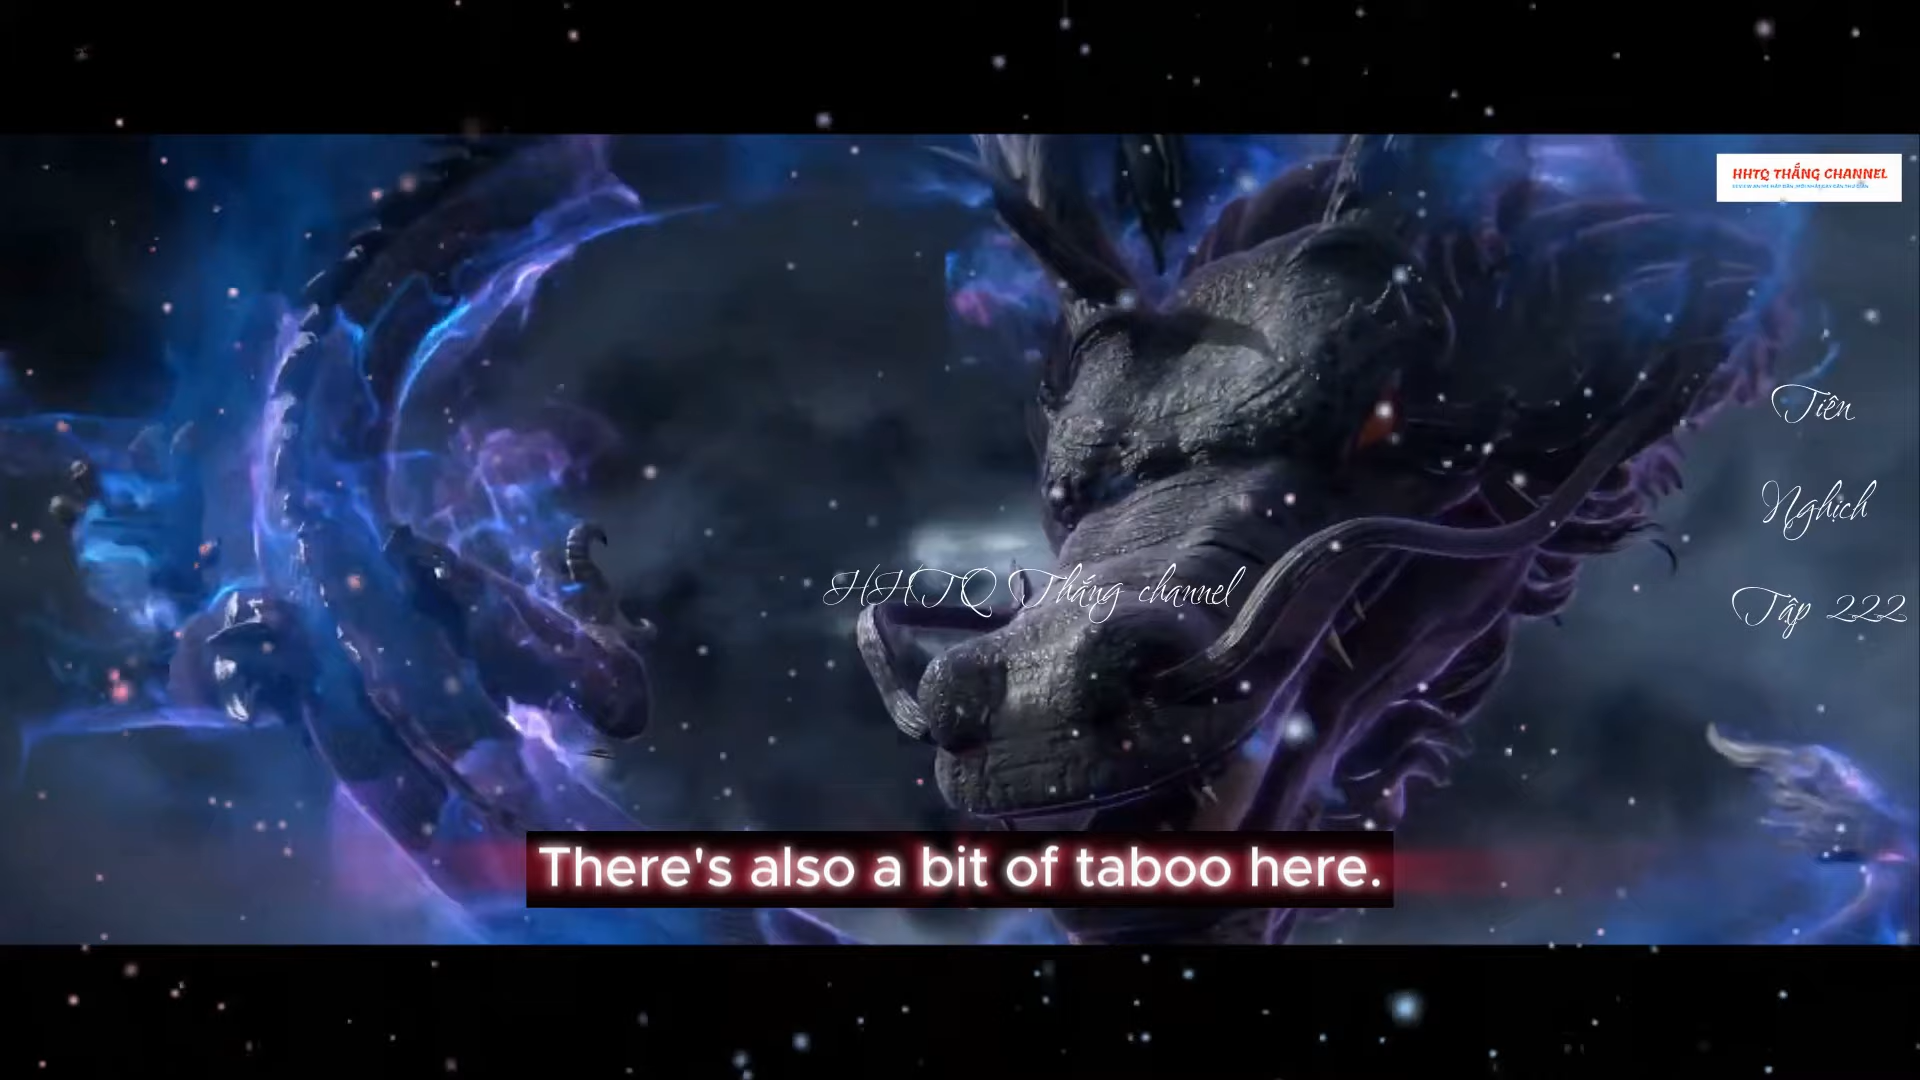 HHTQ THẮNG CHANNEL
Tiên
Nghịch
Tập 222
HHTQ Thắng channel
There's also a bit of taboo here.